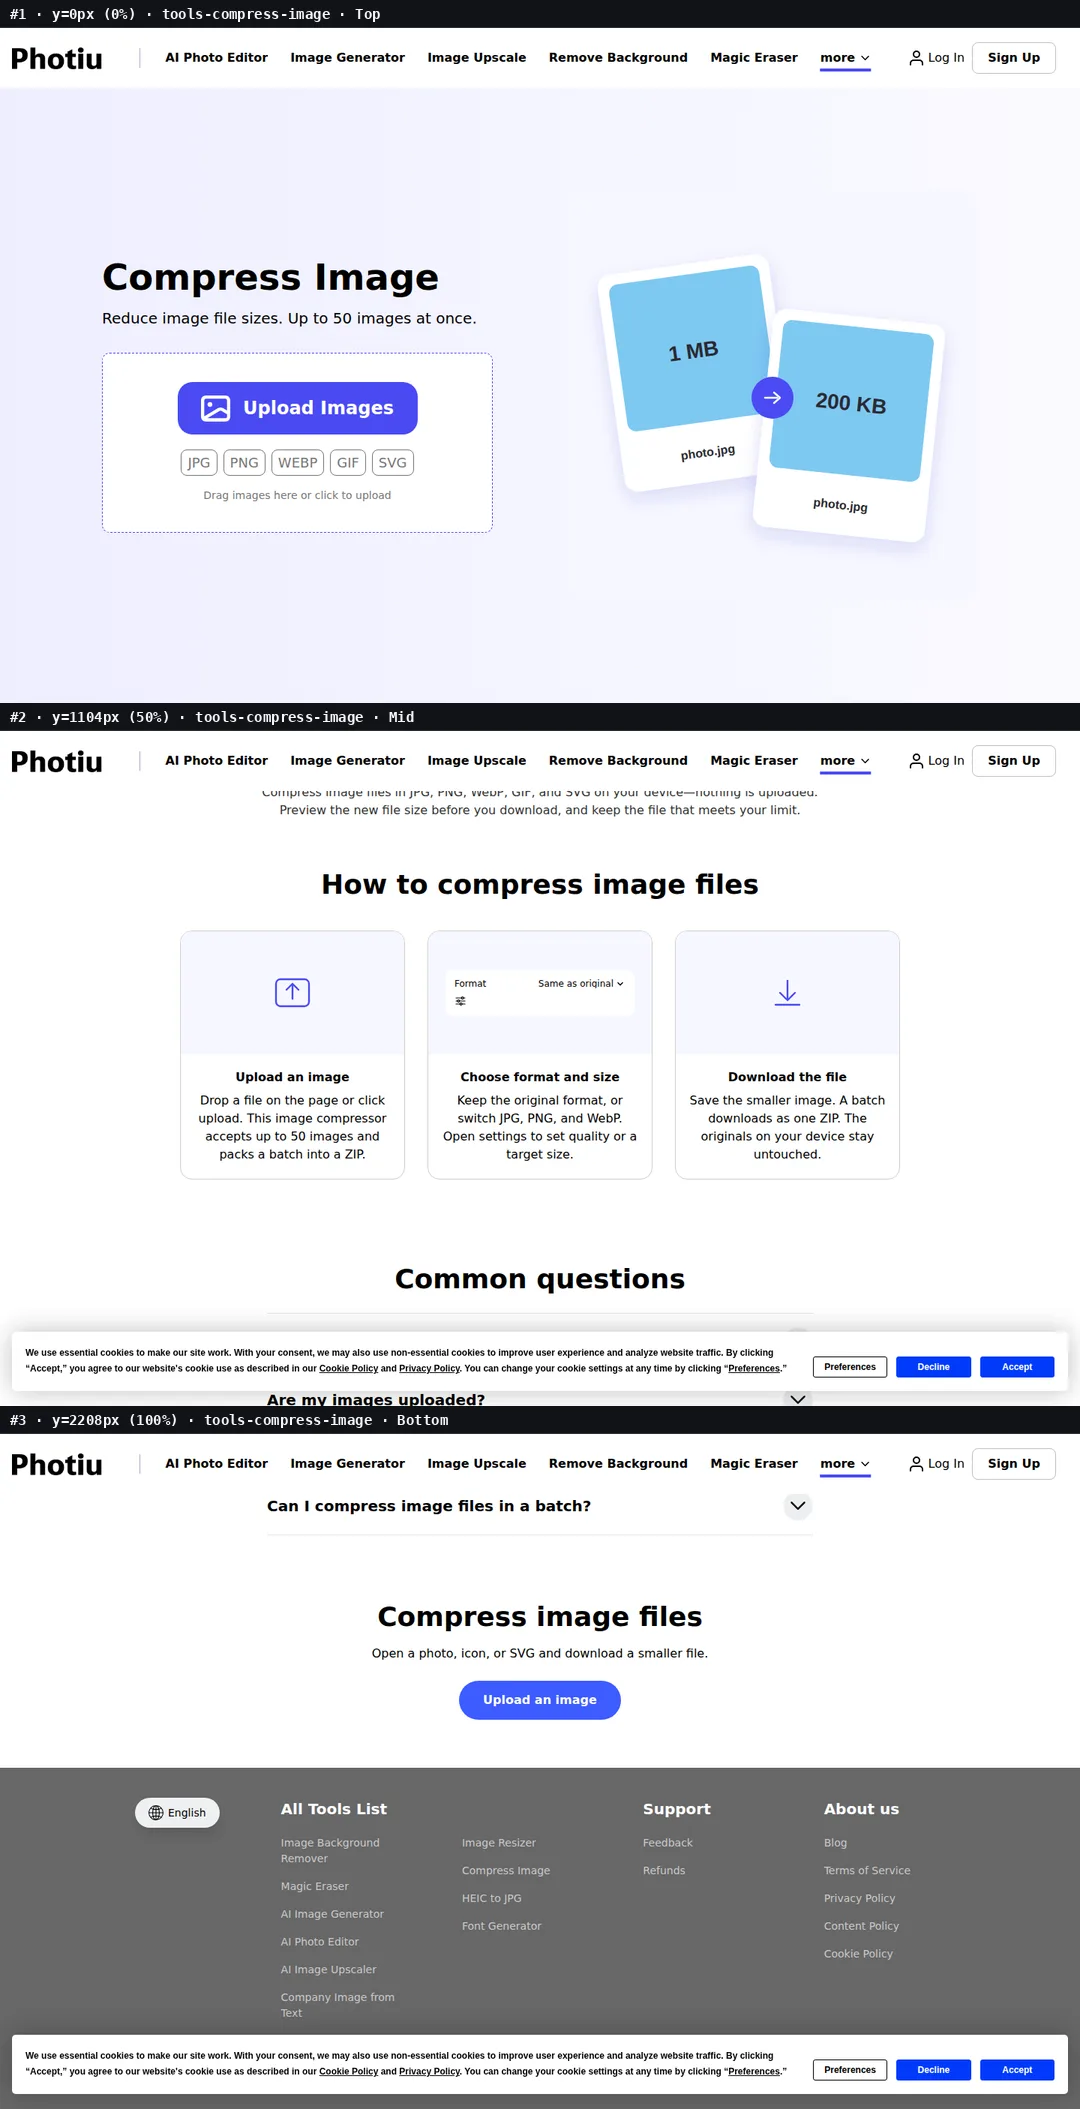 #1 · y=0px (0%) · tools-compress-image · Top
Photiu
AI Photo Editor
Image Generator
Image Upscale
Remove Background
Magic Eraser
more
Log In
Sign Up
Compress Image
Reduce image file sizes. Up to 50 images at once.
Upload Images
JPG
PNG
WEBP
GIF
SVG
Drag images here or click to upload
1 MB
photo.jpg
200 KB
photo.jpg
#2 · y=1104px (50%) · tools-compress-image · Mid
Photiu
AI Photo Editor
Image Generator
Image Upscale
Remove Background
Magic Eraser
more
Log In
Sign Up
Compress image files in JPG, PNG, WebP, GIF, and SVG on your device—nothing is uploaded.
Preview the new file size before you download, and keep the file that meets your limit.
How to compress image files
Format
Same as original
Upload an image
Drop a file on the page or click
upload. This image compressor
accepts up to 50 images and
packs a batch into a ZIP.
Choose format and size
Keep the original format, or
switch JPG, PNG, and WebP.
Open settings to set quality or a
target size.
Download the file
Save the smaller image. A batch
downloads as one ZIP. The
originals on your device stay
untouched.
Common questions
We use essential cookies to make our site work. With your consent, we may also use non-essential cookies to improve user experience and analyze website traffic. By clicking
“Accept,” you agree to our website's cookie use as described in our Cookie Policy and Privacy Policy. You can change your cookie settings at any time by clicking “Preferences.”
Preferences
Decline
Accept
Are my images uploaded?
#3 · y=2208px (100%) · tools-compress-image · Bottom
Photiu
AI Photo Editor
Image Generator
Image Upscale
Remove Background
Magic Eraser
more
Log In
Sign Up
Can I compress image files in a batch?
Compress image files
Open a photo, icon, or SVG and download a smaller file.
Upload an image
English
All Tools List
Image Background
Remover
Magic Eraser
AI Image Generator
AI Photo Editor
AI Image Upscaler
Company Image from
Text
Image Resizer
Compress Image
HEIC to JPG
Font Generator
Support
Feedback
Refunds
About us
Blog
Terms of Service
Privacy Policy
Content Policy
Cookie Policy
We use essential cookies to make our site work. With your consent, we may also use non-essential cookies to improve user experience and analyze website traffic. By clicking
“Accept,” you agree to our website's cookie use as described in our Cookie Policy and Privacy Policy. You can change your cookie settings at any time by clicking “Preferences.”
Preferences
Decline
Accept